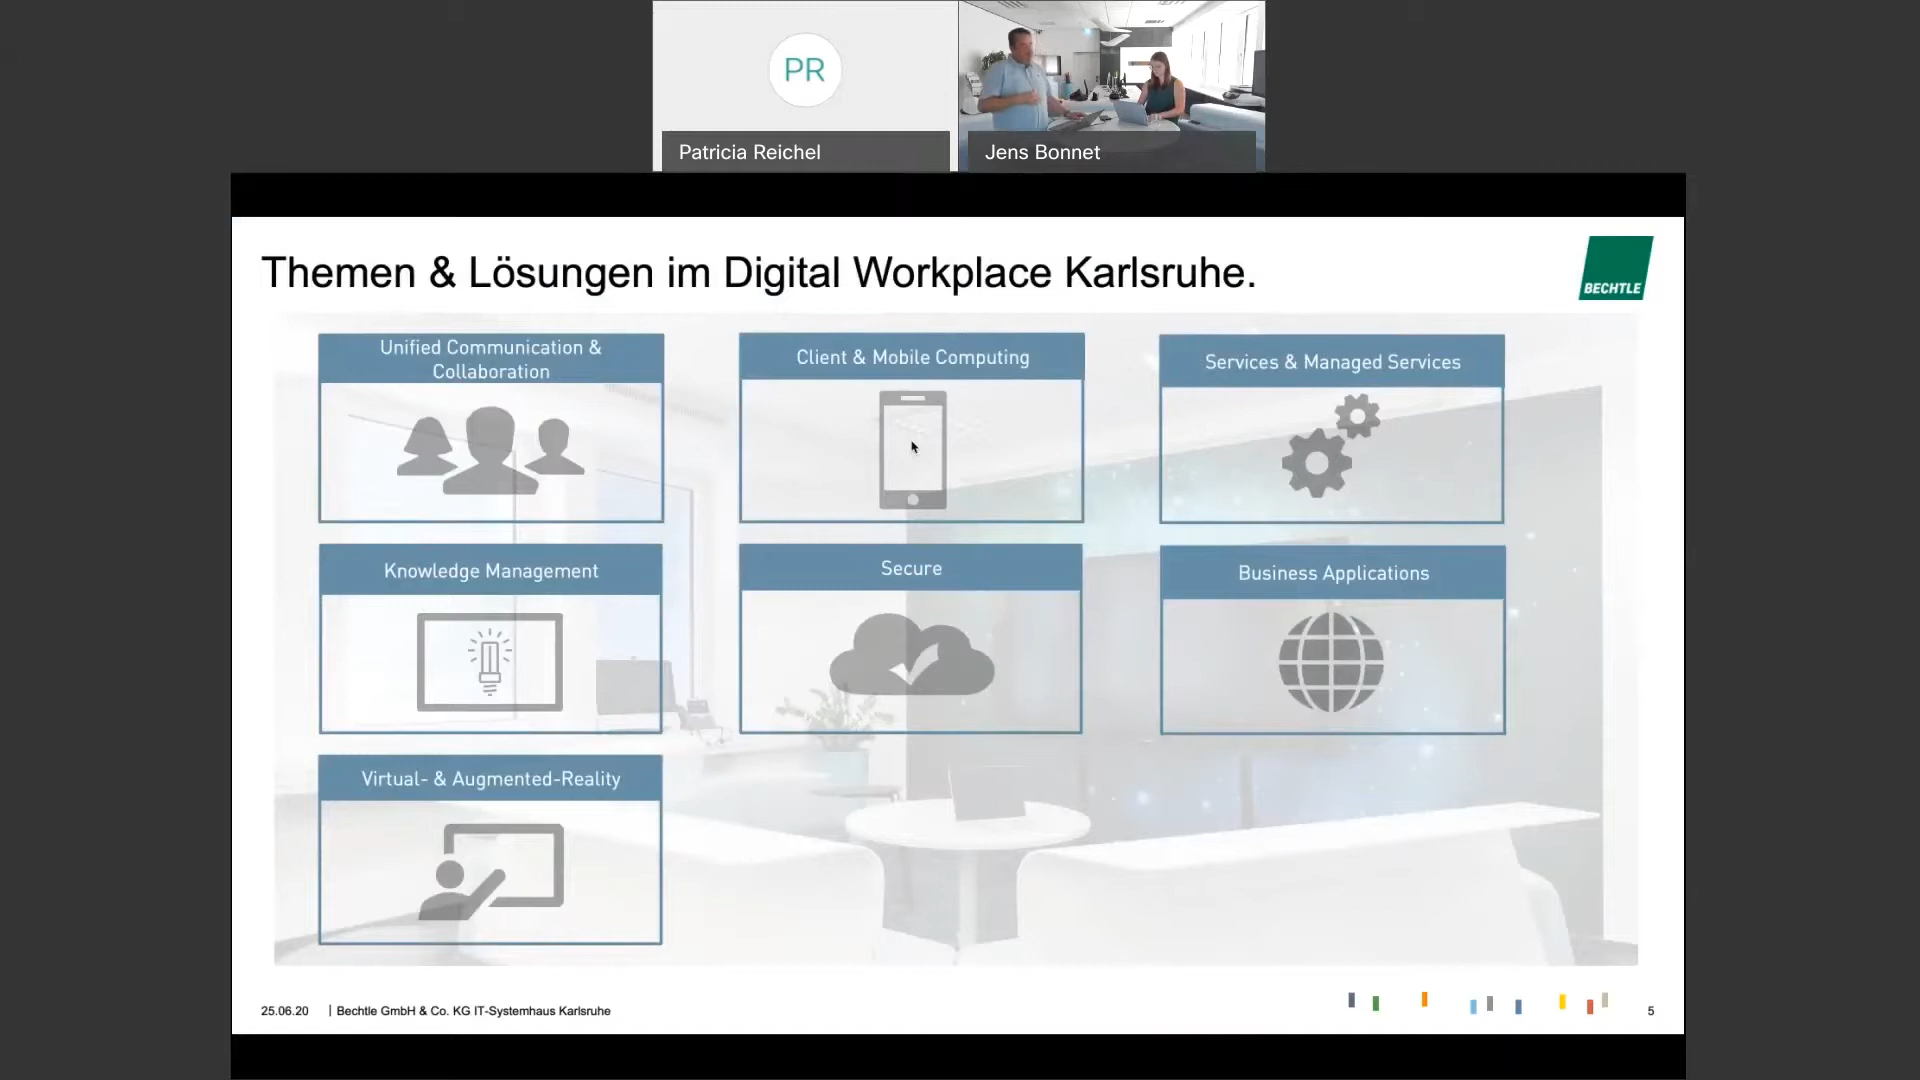 PR
Patricia Reichel
Jens Bonnet
Themen & Lösungen im Digital Workplace Karlsruhe.
BECHTLE
Unified Communication &
Collaboration
Client & Mobile Computing
Services & Managed Services
Knowledge Management
Secure
Business Applications
Virtual- & Augmented-Reality
25.06.20 | Bechtle GmbH & Co. KG IT-Systemhaus Karlsruhe
5